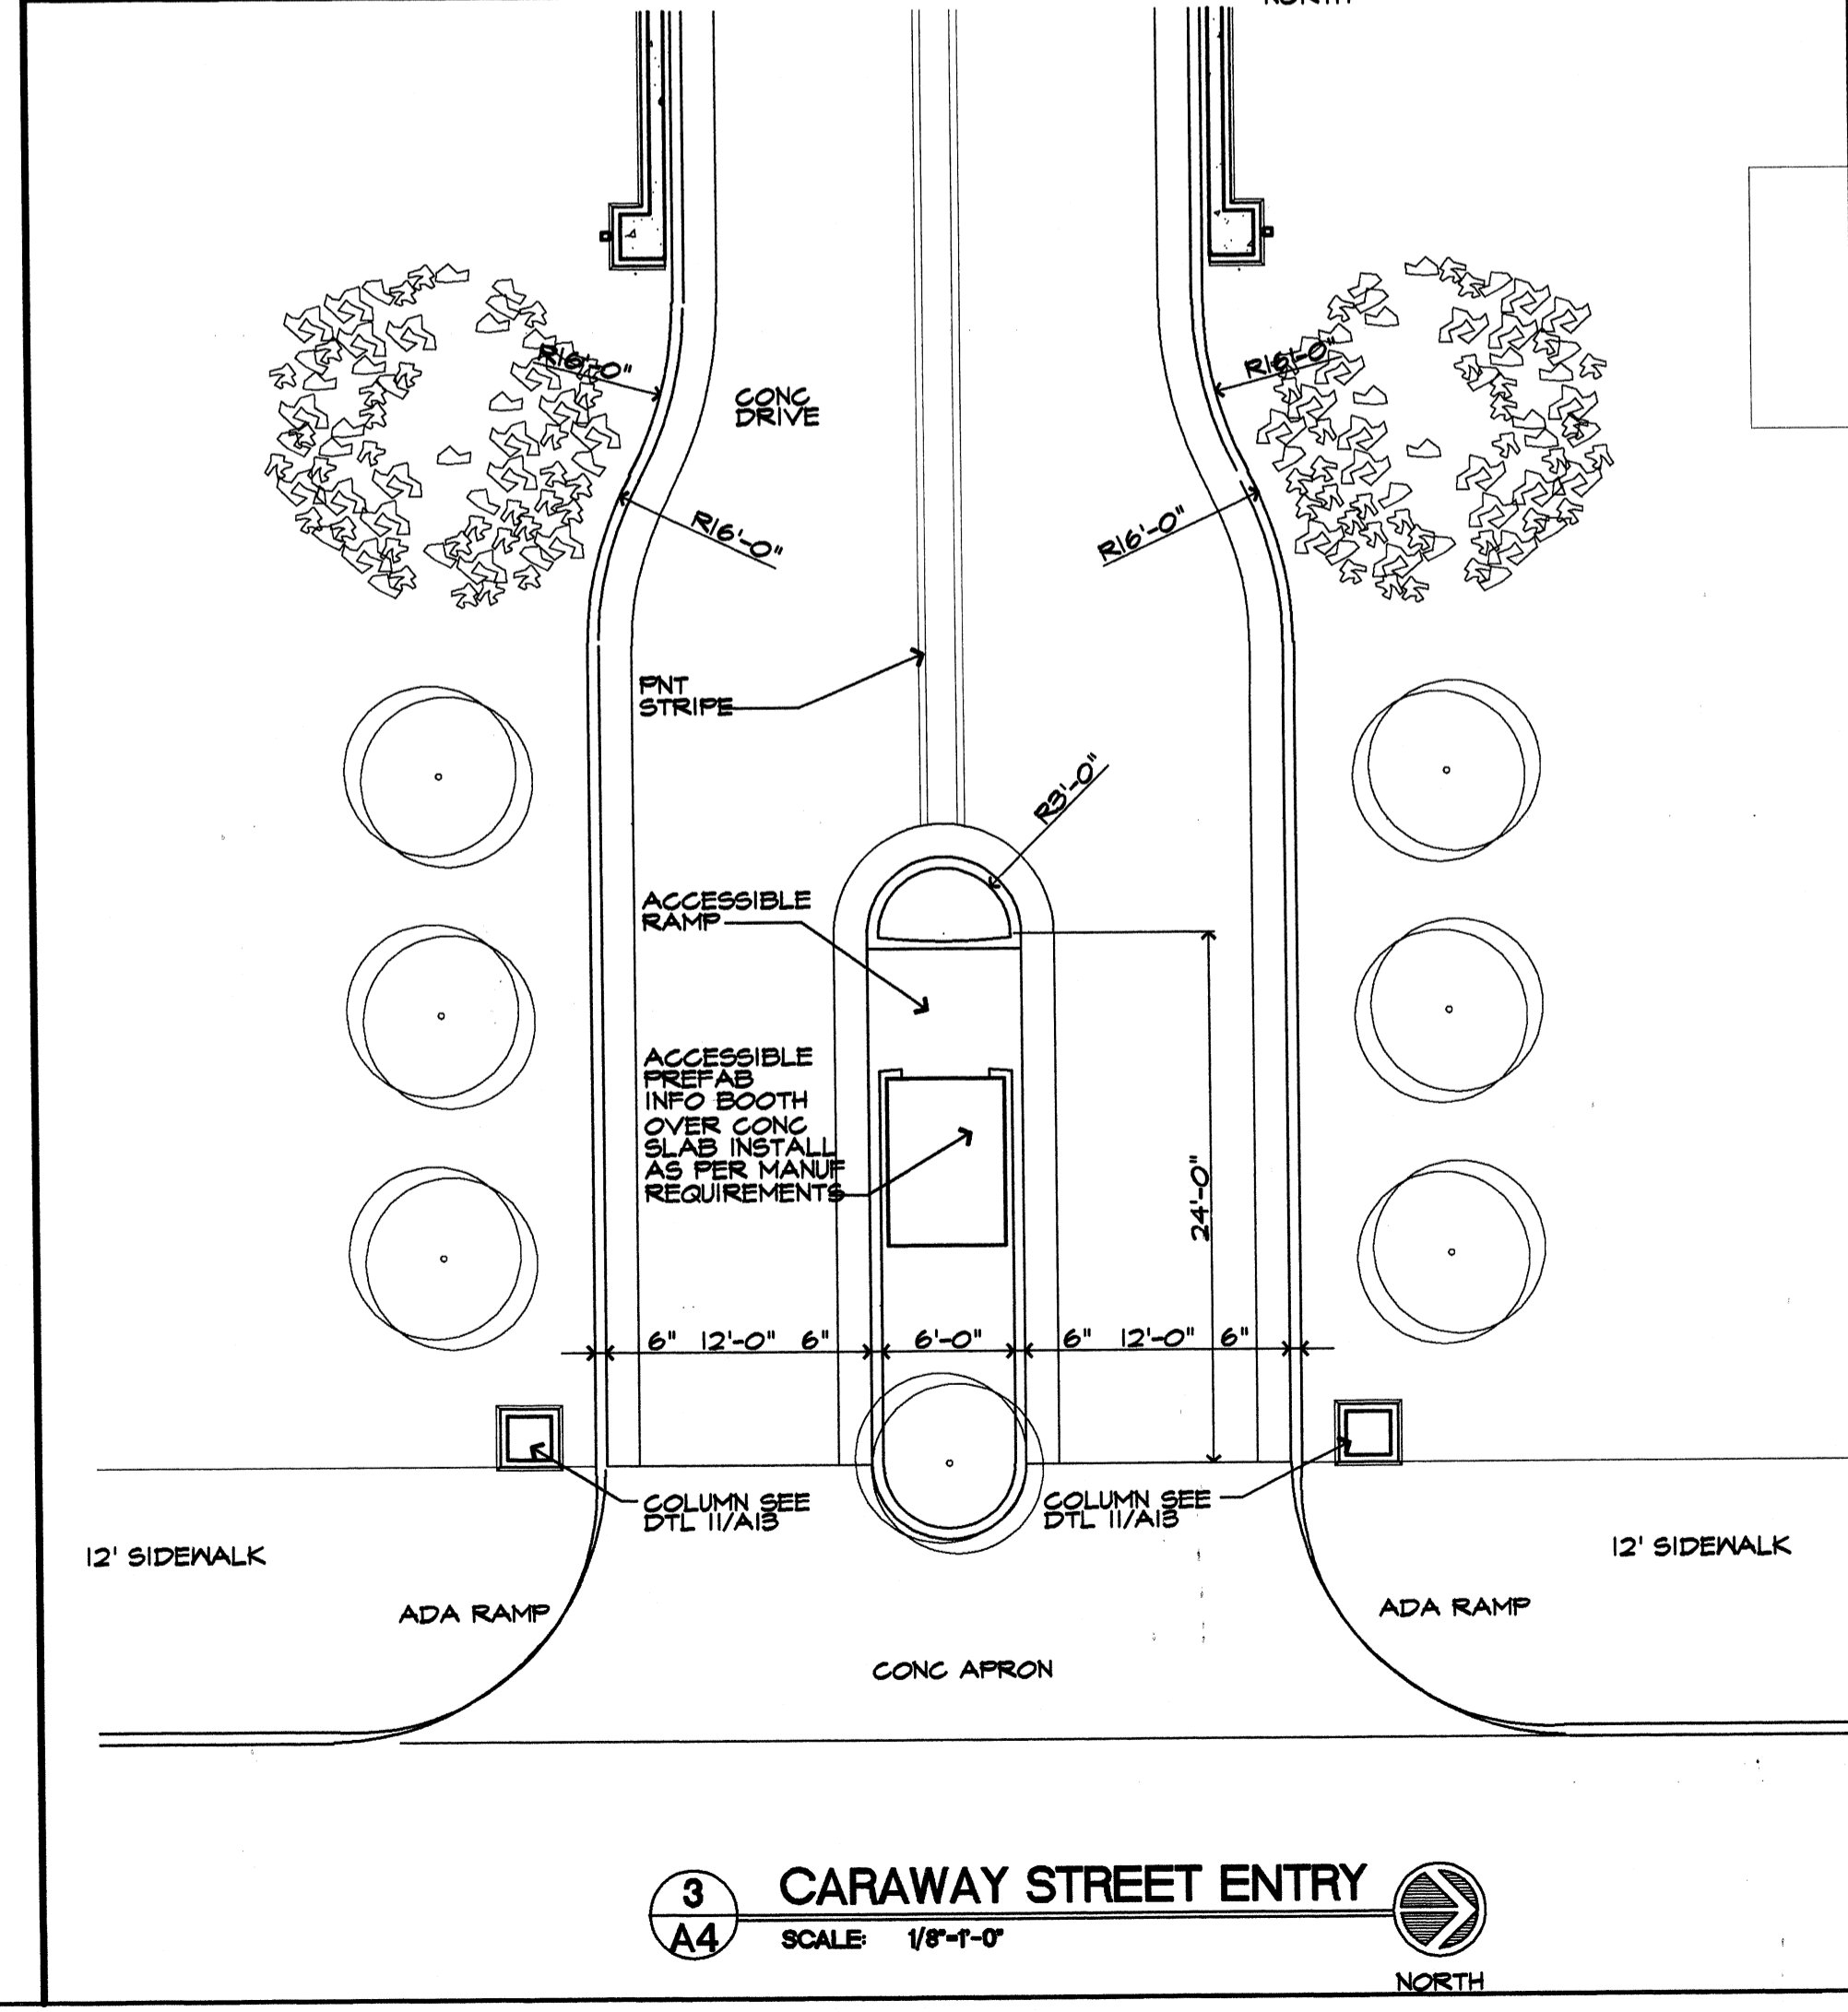 R16'-0"
R16'-0"
CONC
DRIVE
R16'-0"
R16'-0"
PNT
STRIPE
R3'-0"
ACCESSIBLE
RAMP
ACCESSIBLE
PREFAB
INFO BOOTH
OVER CONC
SLAB INSTALL
AS PER MANUF
REQUIREMENTS
24'-0"
6" 12'-0" 6" 6'-0" 6" 12'-0" 6"
COLUMN SEE
DTL 11/A13
COLUMN SEE
DTL 11/A13
12' SIDEWALK
12' SIDEWALK
ADA RAMP
ADA RAMP
CONC APRON
3
A4
CARAWAY STREET ENTRY
SCALE: 1/8"-1'-0"
NORTH